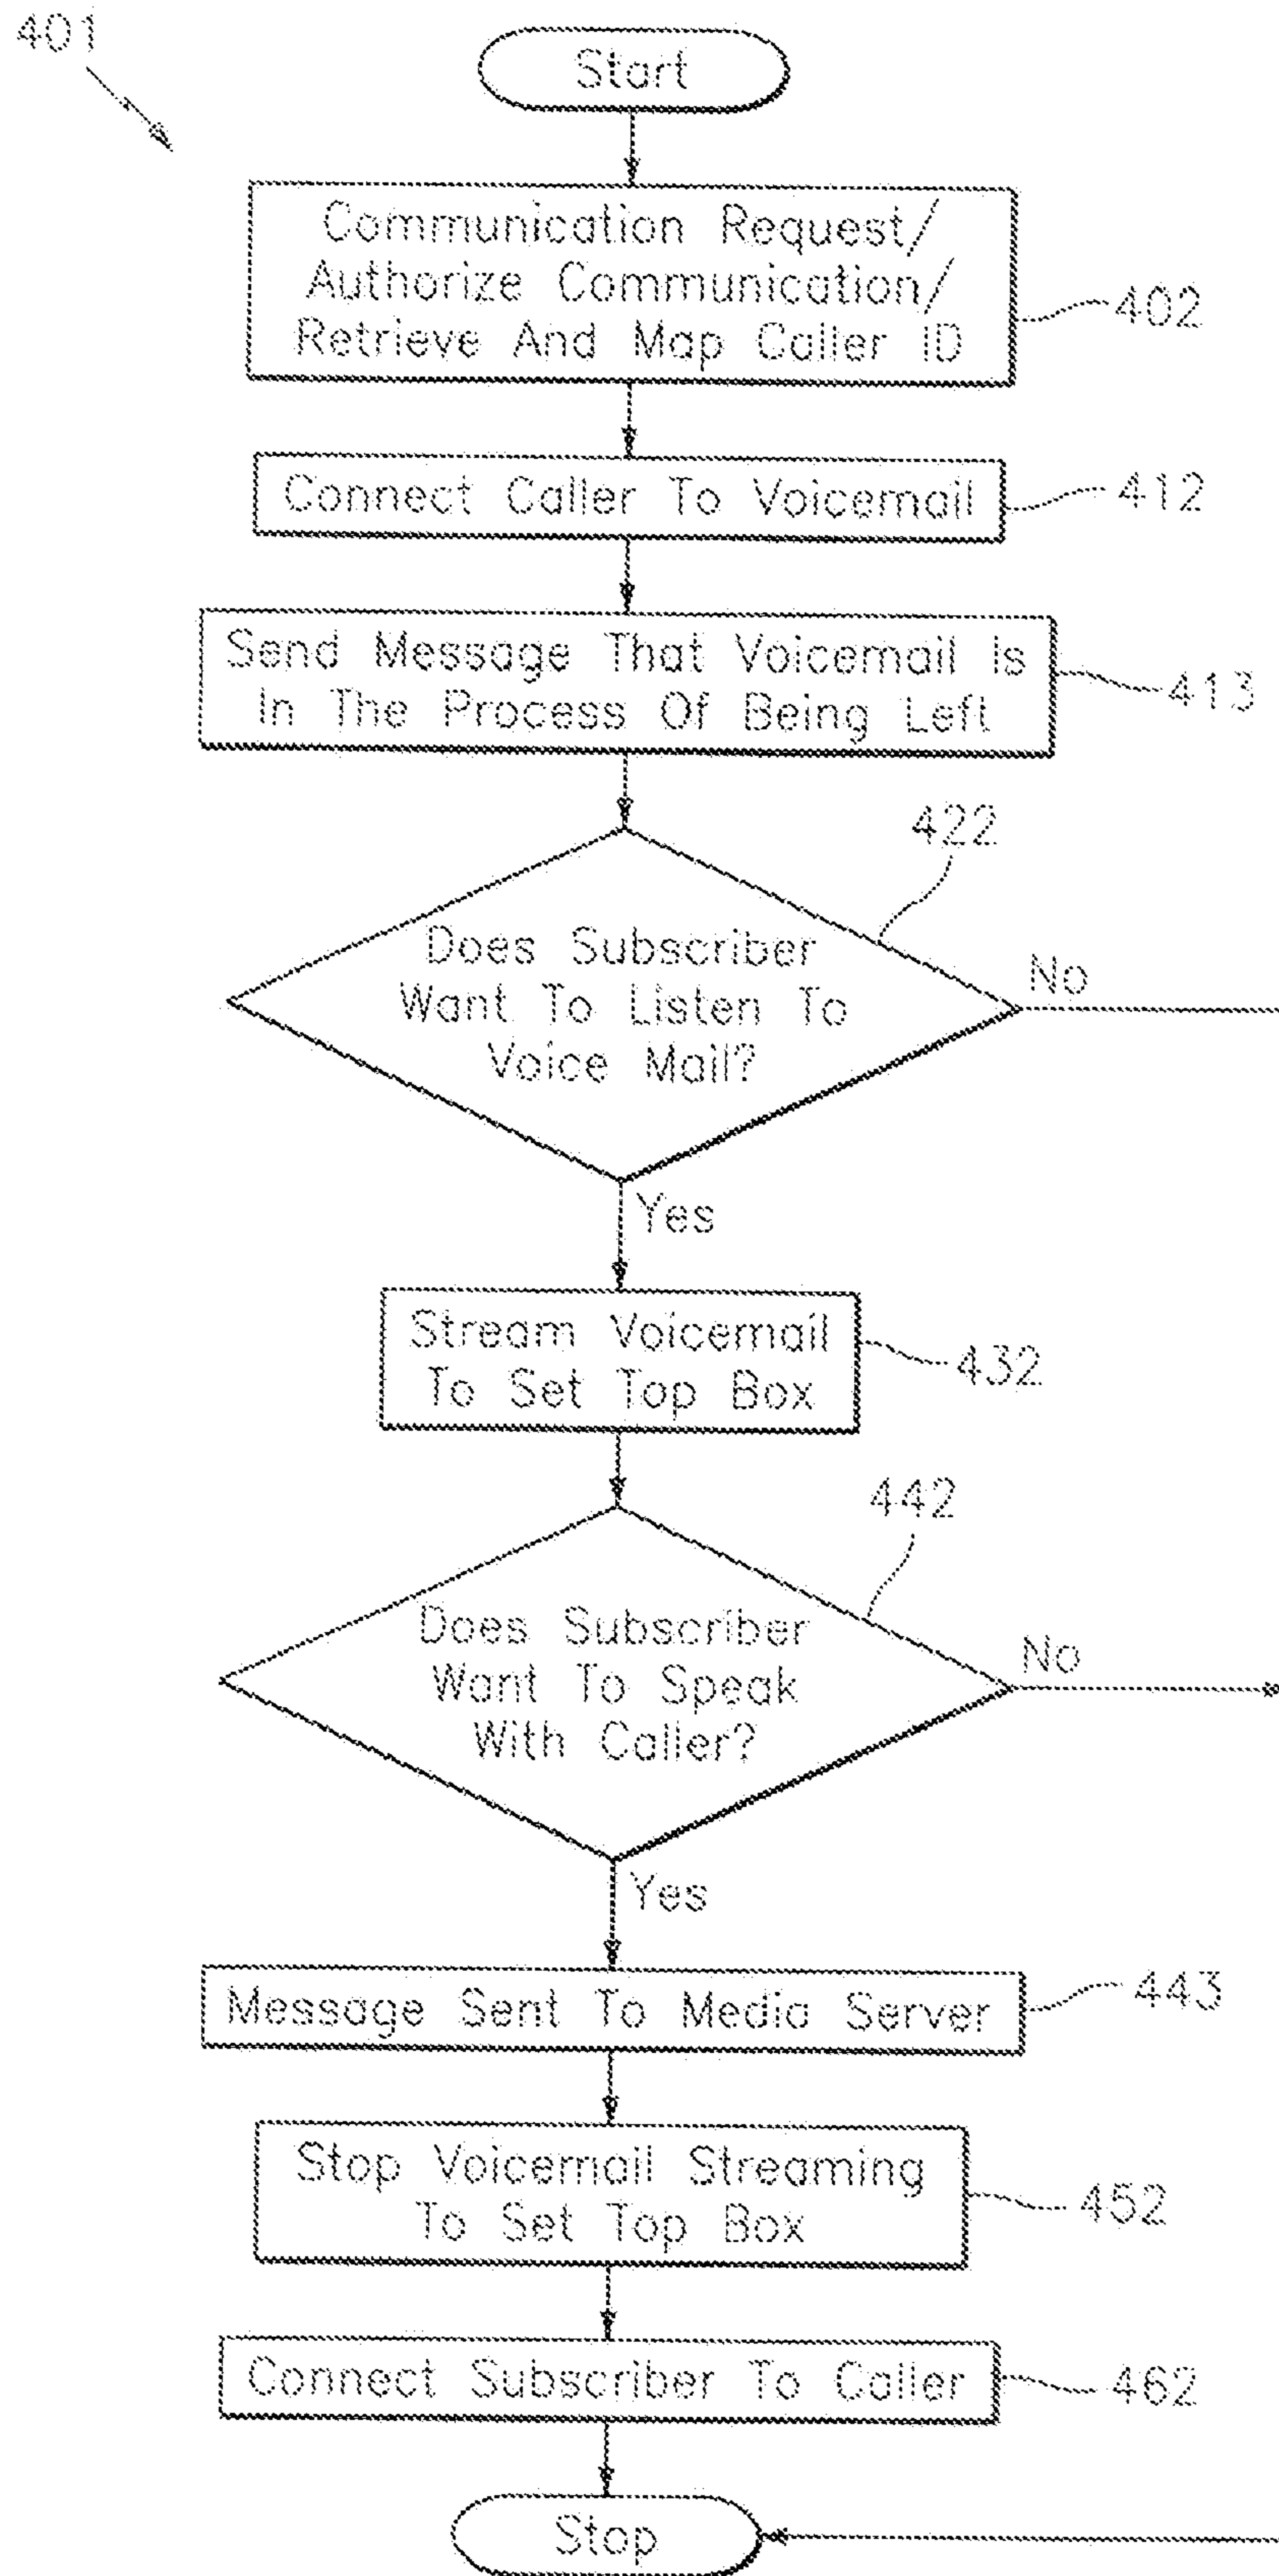 401
Start
Communication Request/
Authorize Communication/
Retrieve And Map Caller ID
402
Connect Caller To Voicemail
412
Send Message That Voicemail Is
In The Process Of Being Left
413
422
Does Subscriber
Want To Listen To
Voice Mail?
No
Yes
Stream Voicemail
To Set Top Box
432
442
Does Subscriber
Want To Speak
With Caller?
No
Yes
Message Sent To Media Server
443
Stop Voicemail Streaming
To Set Top Box
452
Connect Subscriber To Caller
462
Stop